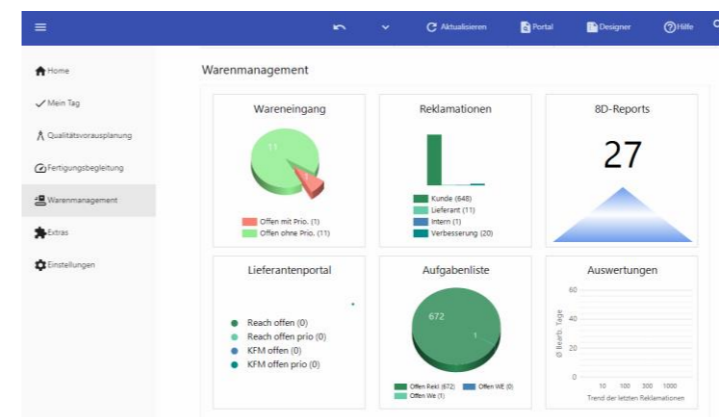 Aktualisieren Portal Designer Hilfe
Home
Mein Tag
Qualitätsvorausplanung
Fertigungsbegleitung
Warenmanagement
Extras
Einstellungen
Warenmanagement
Wareneingang
11
1
Offen mit Prio. (1)
Offen ohne Prio. (11)
Reklamationen
Kunde (648)
Lieferant (11)
Intern (1)
Verbesserung (20)
8D-Reports
27
Lieferantenportal
Reach offen (0)
Reach offen prio (0)
KFM offen (0)
KFM offen prio (0)
Aufgabenliste
672
1
Offen Rekl (672) Offen WE (0)
Offen We (1)
Auswertungen
Ø Bearb. Tage
60
40
20
0
10 100 300 1000
Trend der letzten Reklamationen